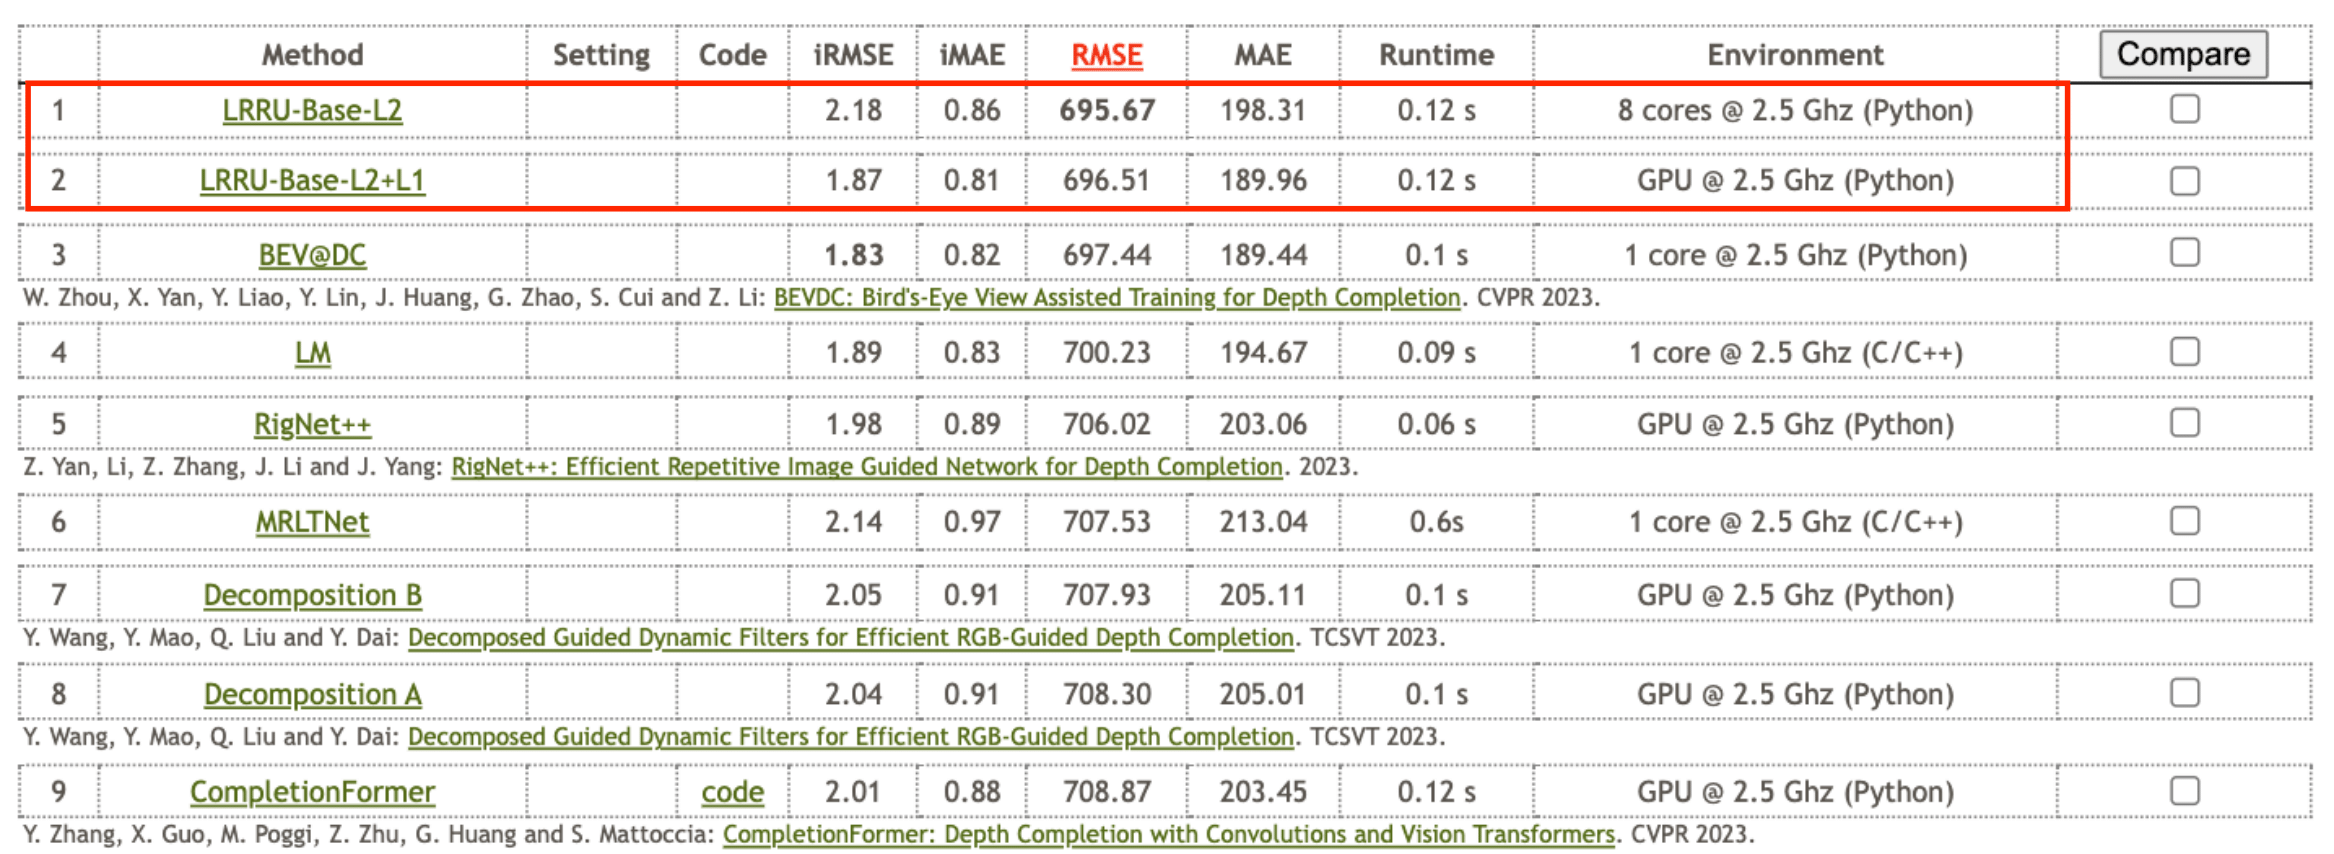 Method Setting Code iRMSE iMAE RMSE MAE Runtime Environment Compare
1 LRRU-Base-L2 2.18 0.86 695.67 198.31 0.12 s 8 cores @ 2.5 Ghz (Python)
2 LRRU-Base-L2+L1 1.87 0.81 696.51 189.96 0.12 s GPU @ 2.5 Ghz (Python)
3 BEV@DC 1.83 0.82 697.44 189.44 0.1 s 1 core @ 2.5 Ghz (Python)
W. Zhou, X. Yan, Y. Liao, Y. Lin, J. Huang, G. Zhao, S. Cui and Z. Li: BEVDC: Bird's-Eye View Assisted Training for Depth Completion. CVPR 2023.
4 LM 1.89 0.83 700.23 194.67 0.09 s 1 core @ 2.5 Ghz (C/C++)
5 RigNet++ 1.98 0.89 706.02 203.06 0.06 s GPU @ 2.5 Ghz (Python)
Z. Yan, Li, Z. Zhang, J. Li and J. Yang: RigNet++: Efficient Repetitive Image Guided Network for Depth Completion. 2023.
6 MRLTNet 2.14 0.97 707.53 213.04 0.6s 1 core @ 2.5 Ghz (C/C++)
7 Decomposition B 2.05 0.91 707.93 205.11 0.1 s GPU @ 2.5 Ghz (Python)
Y. Wang, Y. Mao, Q. Liu and Y. Dai: Decomposed Guided Dynamic Filters for Efficient RGB-Guided Depth Completion. TCSVT 2023.
8 Decomposition A 2.04 0.91 708.30 205.01 0.1 s GPU @ 2.5 Ghz (Python)
Y. Wang, Y. Mao, Q. Liu and Y. Dai: Decomposed Guided Dynamic Filters for Efficient RGB-Guided Depth Completion. TCSVT 2023.
9 CompletionFormer code 2.01 0.88 708.87 203.45 0.12 s GPU @ 2.5 Ghz (Python)
Y. Zhang, X. Guo, M. Poggi, Z. Zhu, G. Huang and S. Mattoccia: CompletionFormer: Depth Completion with Convolutions and Vision Transformers. CVPR 2023.